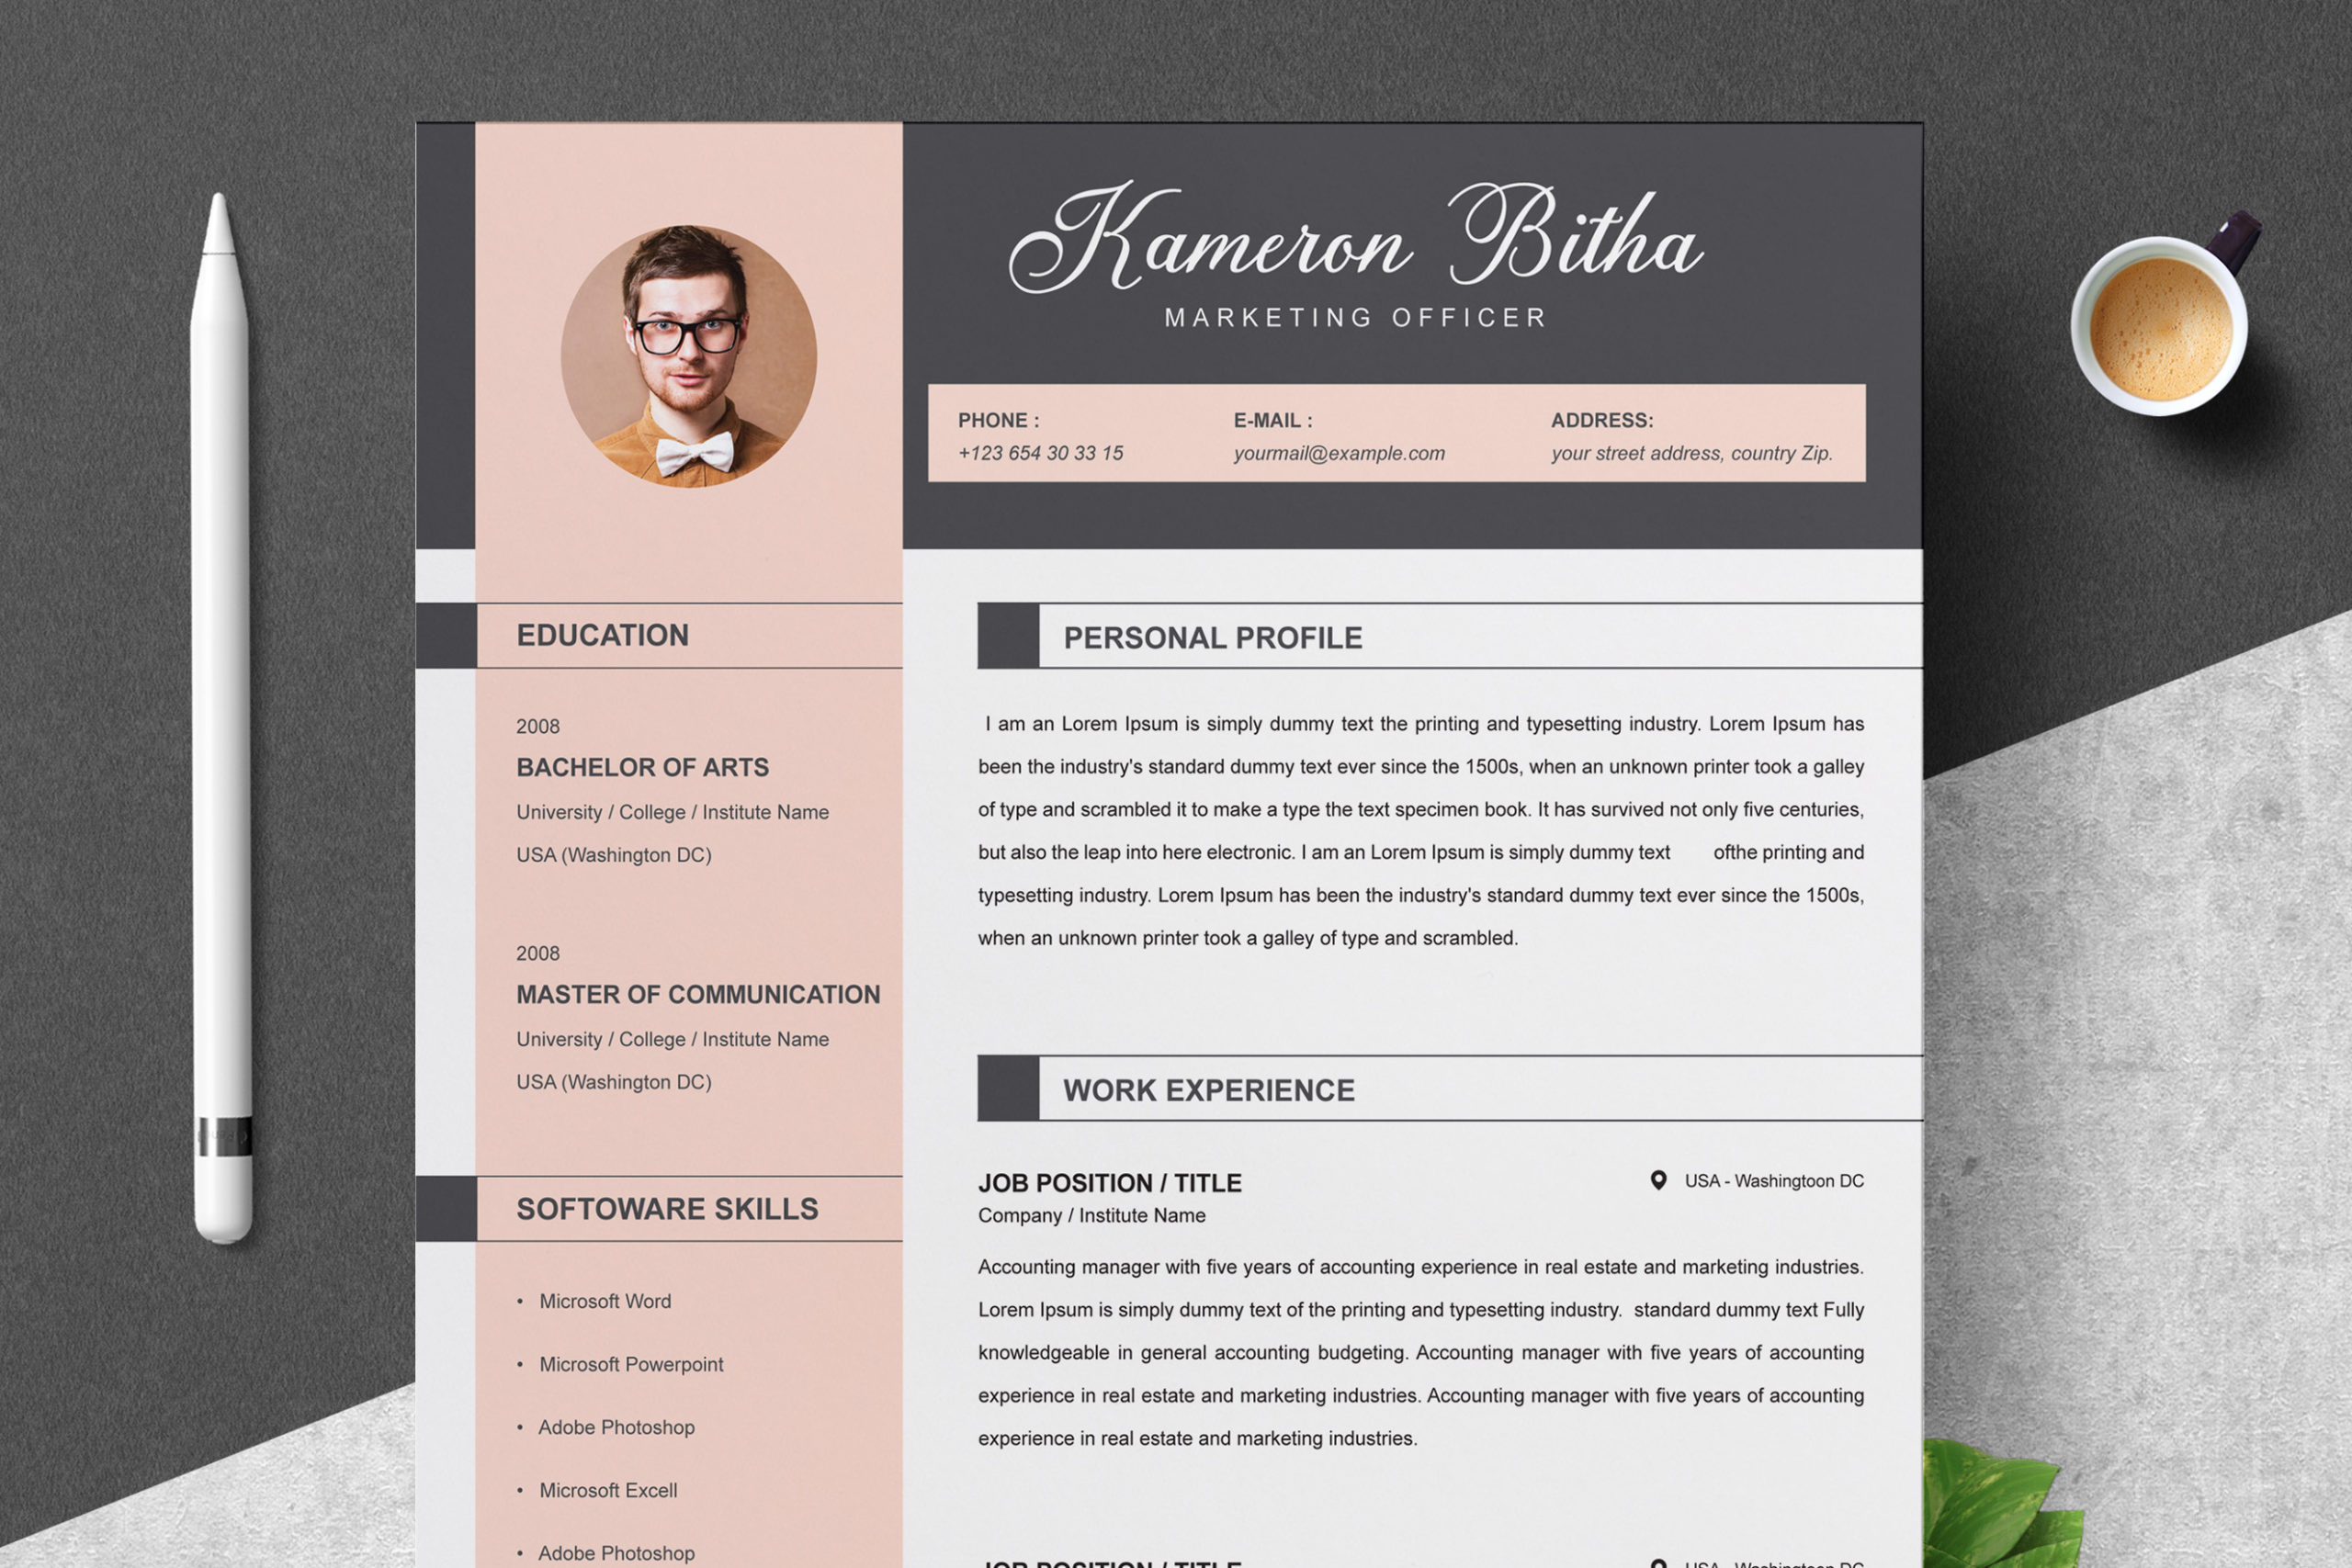 Kameron Bitha
MARKETING OFFICER
PHONE :
+123 654 30 33 15
E-MAIL :
yourmail@example.com
ADDRESS:
your street address, country Zip.
EDUCATION
2008
BACHELOR OF ARTS
University / College / Institute Name
USA (Washington DC)
2008
MASTER OF COMMUNICATION
University / College / Institute Name
USA (Washington DC)
SOFTOWARE SKILLS
• Microsoft Word
• Microsoft Powerpoint
• Adobe Photoshop
• Microsoft Excell
• Adobe Photoshop
PERSONAL PROFILE
I am an Lorem Ipsum is simply dummy text the printing and typesetting industry. Lorem Ipsum has
been the industry's standard dummy text ever since the 1500s, when an unknown printer took a galley
of type and scrambled it to make a type the text specimen book. It has survived not only five centuries,
but also the leap into here electronic. I am an Lorem Ipsum is simply dummy text ofthe printing and
typesetting industry. Lorem Ipsum has been the industry's standard dummy text ever since the 1500s,
when an unknown printer took a galley of type and scrambled.
WORK EXPERIENCE
JOB POSITION / TITLE
USA - Washingtoon DC
Company / Institute Name
Accounting manager with five years of accounting experience in real estate and marketing industries.
Lorem Ipsum is simply dummy text of the printing and typesetting industry. standard dummy text Fully
knowledgeable in general accounting budgeting. Accounting manager with five years of accounting
experience in real estate and marketing industries. Accounting manager with five years of accounting
experience in real estate and marketing industries.
JOB POSITION / TITLE